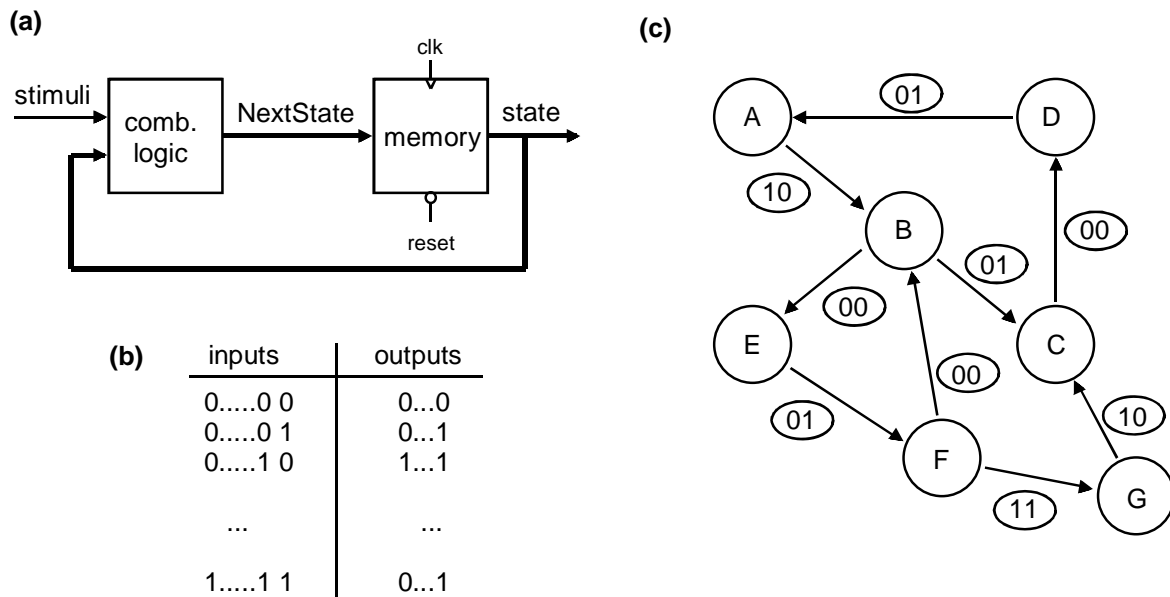 (a)
clk
stimuli
comb.
logic
NextState
memory
state
reset
(b)
inputs outputs
0.....0 0 0...0
0.....0 1 0...1
0.....1 0 1...1
... ...
1.....1 1 0...1
(c)
A
01
D
10
B
00
01
00
E
C
00
01
10
F
11
G